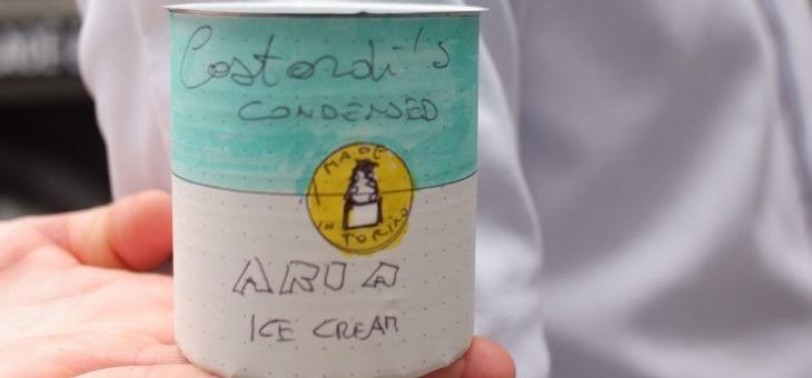 Costardi's
CONDENSED
MADE
IN TORINO
ARIA
ICE CREAM